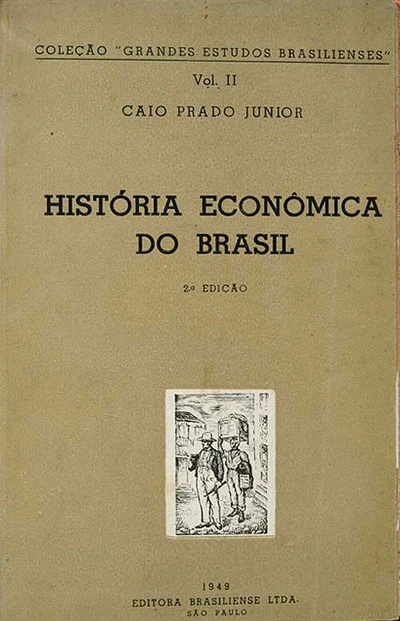 COLEÇÃO "GRANDES ESTUDOS BRASILIENSES"
Vol. II
CAIO PRADO JUNIOR
HISTÓRIA ECONÔMICA
DO BRASIL
2.a EDIÇÃO
1949
EDITORA BRASILIENSE LTDA.
SÃO PAULO